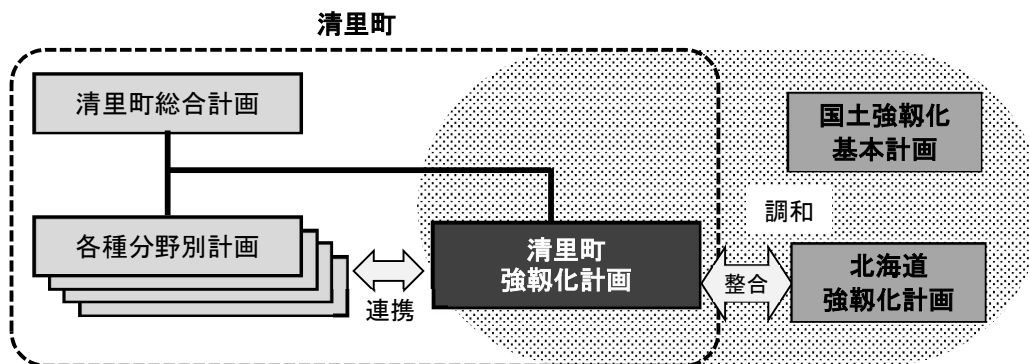 清里町
清里町総合計画
国土強靱化
基本計画
調和
各種分野別計画
連携
清里町
強靱化計画
整合
北海道
強靱化計画